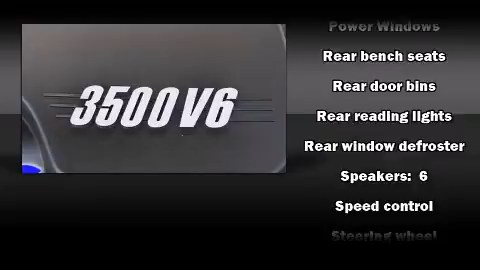 3500 V6
Power Windows
Rear bench seats
Rear door bins
Rear reading lights
Rear window defroster
Speakers: 6
Speed control
Steering wheel